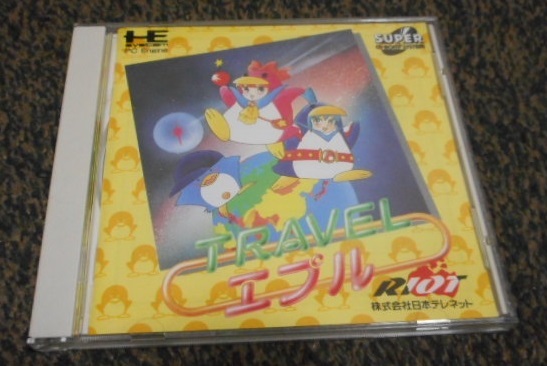 HE
SYSTEM
PC Engine
SUPER
TRAVEL
エプル
RIOT
株式会社日本テレネット